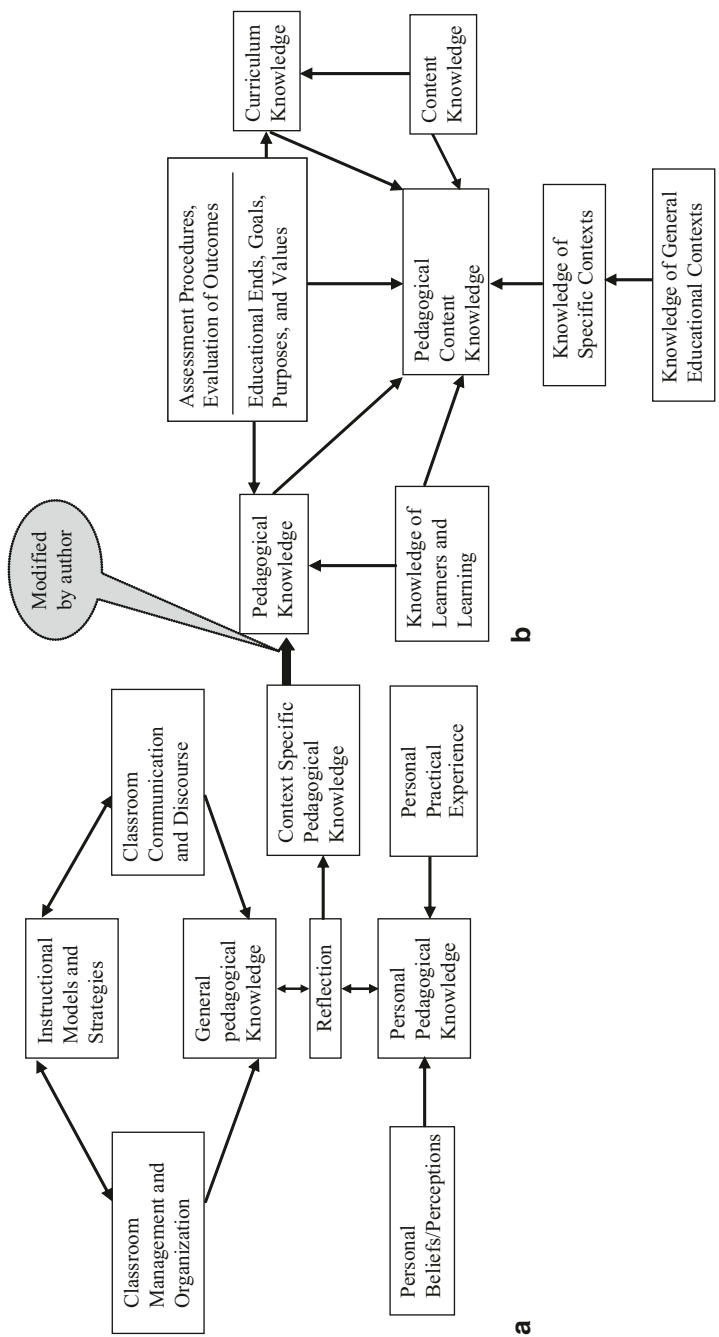 Classroom
Management and
Organization
Instructional
Models and
Strategies
Classroom
Communication
and Discourse
General
pedagogical
Knowledge
Reflection
Context Specific
Pedagogical
Knowledge
Personal
Beliefs/Perceptions
Personal
Pedagogical
Knowledge
Personal
Practical
Experience
a
Modified
by author
Assessment Procedures,
Evaluation of Outcomes
Educational Ends, Goals,
Purposes, and Values
Pedagogical
Knowledge
Curriculum
Knowledge
Knowledge of
Learners and
Learning
Pedagogical
Content
Knowledge
Content
Knowledge
Knowledge of
Specific Contexts
Knowledge of General
Educational Contexts
b